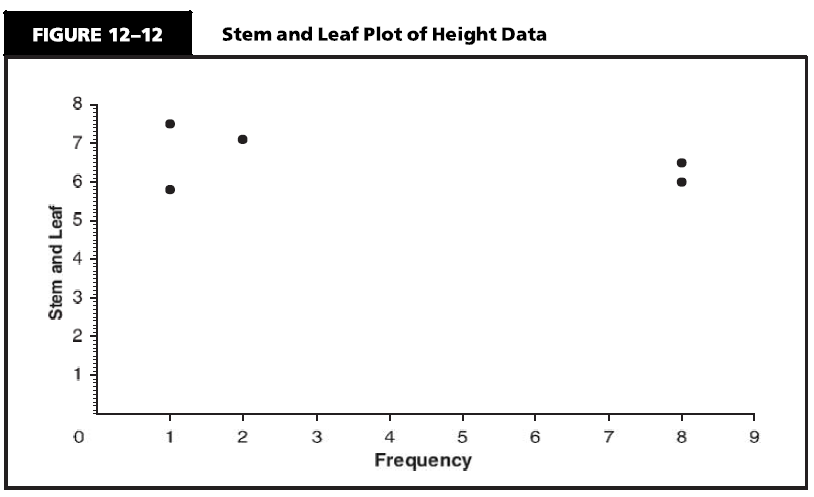 FIGURE 12–12 Stem and Leaf Plot of Height Data
8
7
6
5
4
3
2
1
Stem and Leaf
0 1 2 3 4 5 6 7 8 9
Frequency